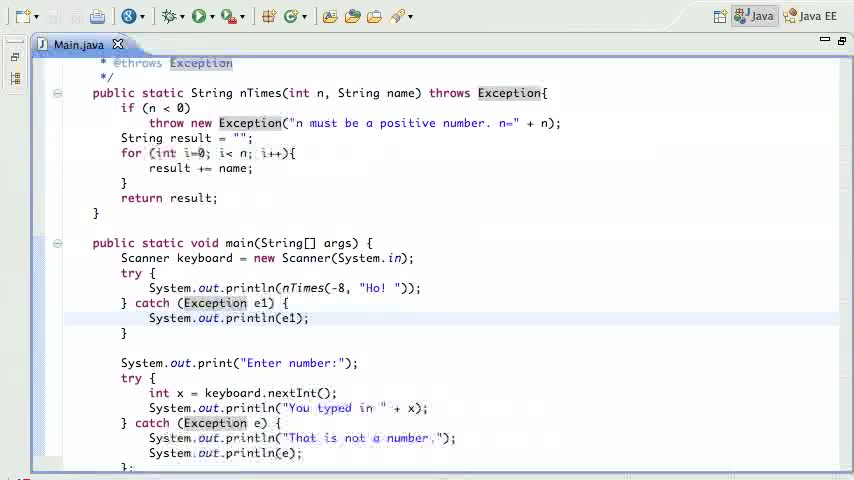 Java
Java EE
Main.java
* @throws Exception
*/
public static String nTimes(int n, String name) throws Exception{
if (n < 0)
throw new Exception("n must be a positive number. n=" + n);
String result = "";
for (int i=0; i< n; i++){
result += name;
}
return result;
}
public static void main(String[] args) {
Scanner keyboard = new Scanner(System.in);
try {
System.out.println(nTimes(-8, "Ho! "));
} catch (Exception e1) {
System.out.println(e1);
}
System.out.print("Enter number:");
try {
int x = keyboard.nextInt();
System.out.println("You typed in " + x);
} catch (Exception e) {
System.out.println("That is not a number.");
System.out.println(e);
};